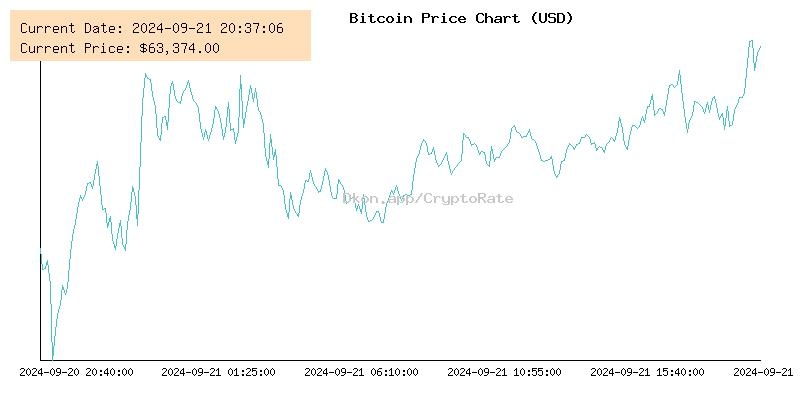 Bitcoin Price Chart (USD)
Current Date: 2024-09-21 20:37:06
Current Price: $63,374.00
Dkon.app/CryptoRate
2024-09-20 20:40:00 2024-09-21 01:25:00 2024-09-21 06:10:00 2024-09-21 10:55:00 2024-09-21 15:40:00 2024-09-21